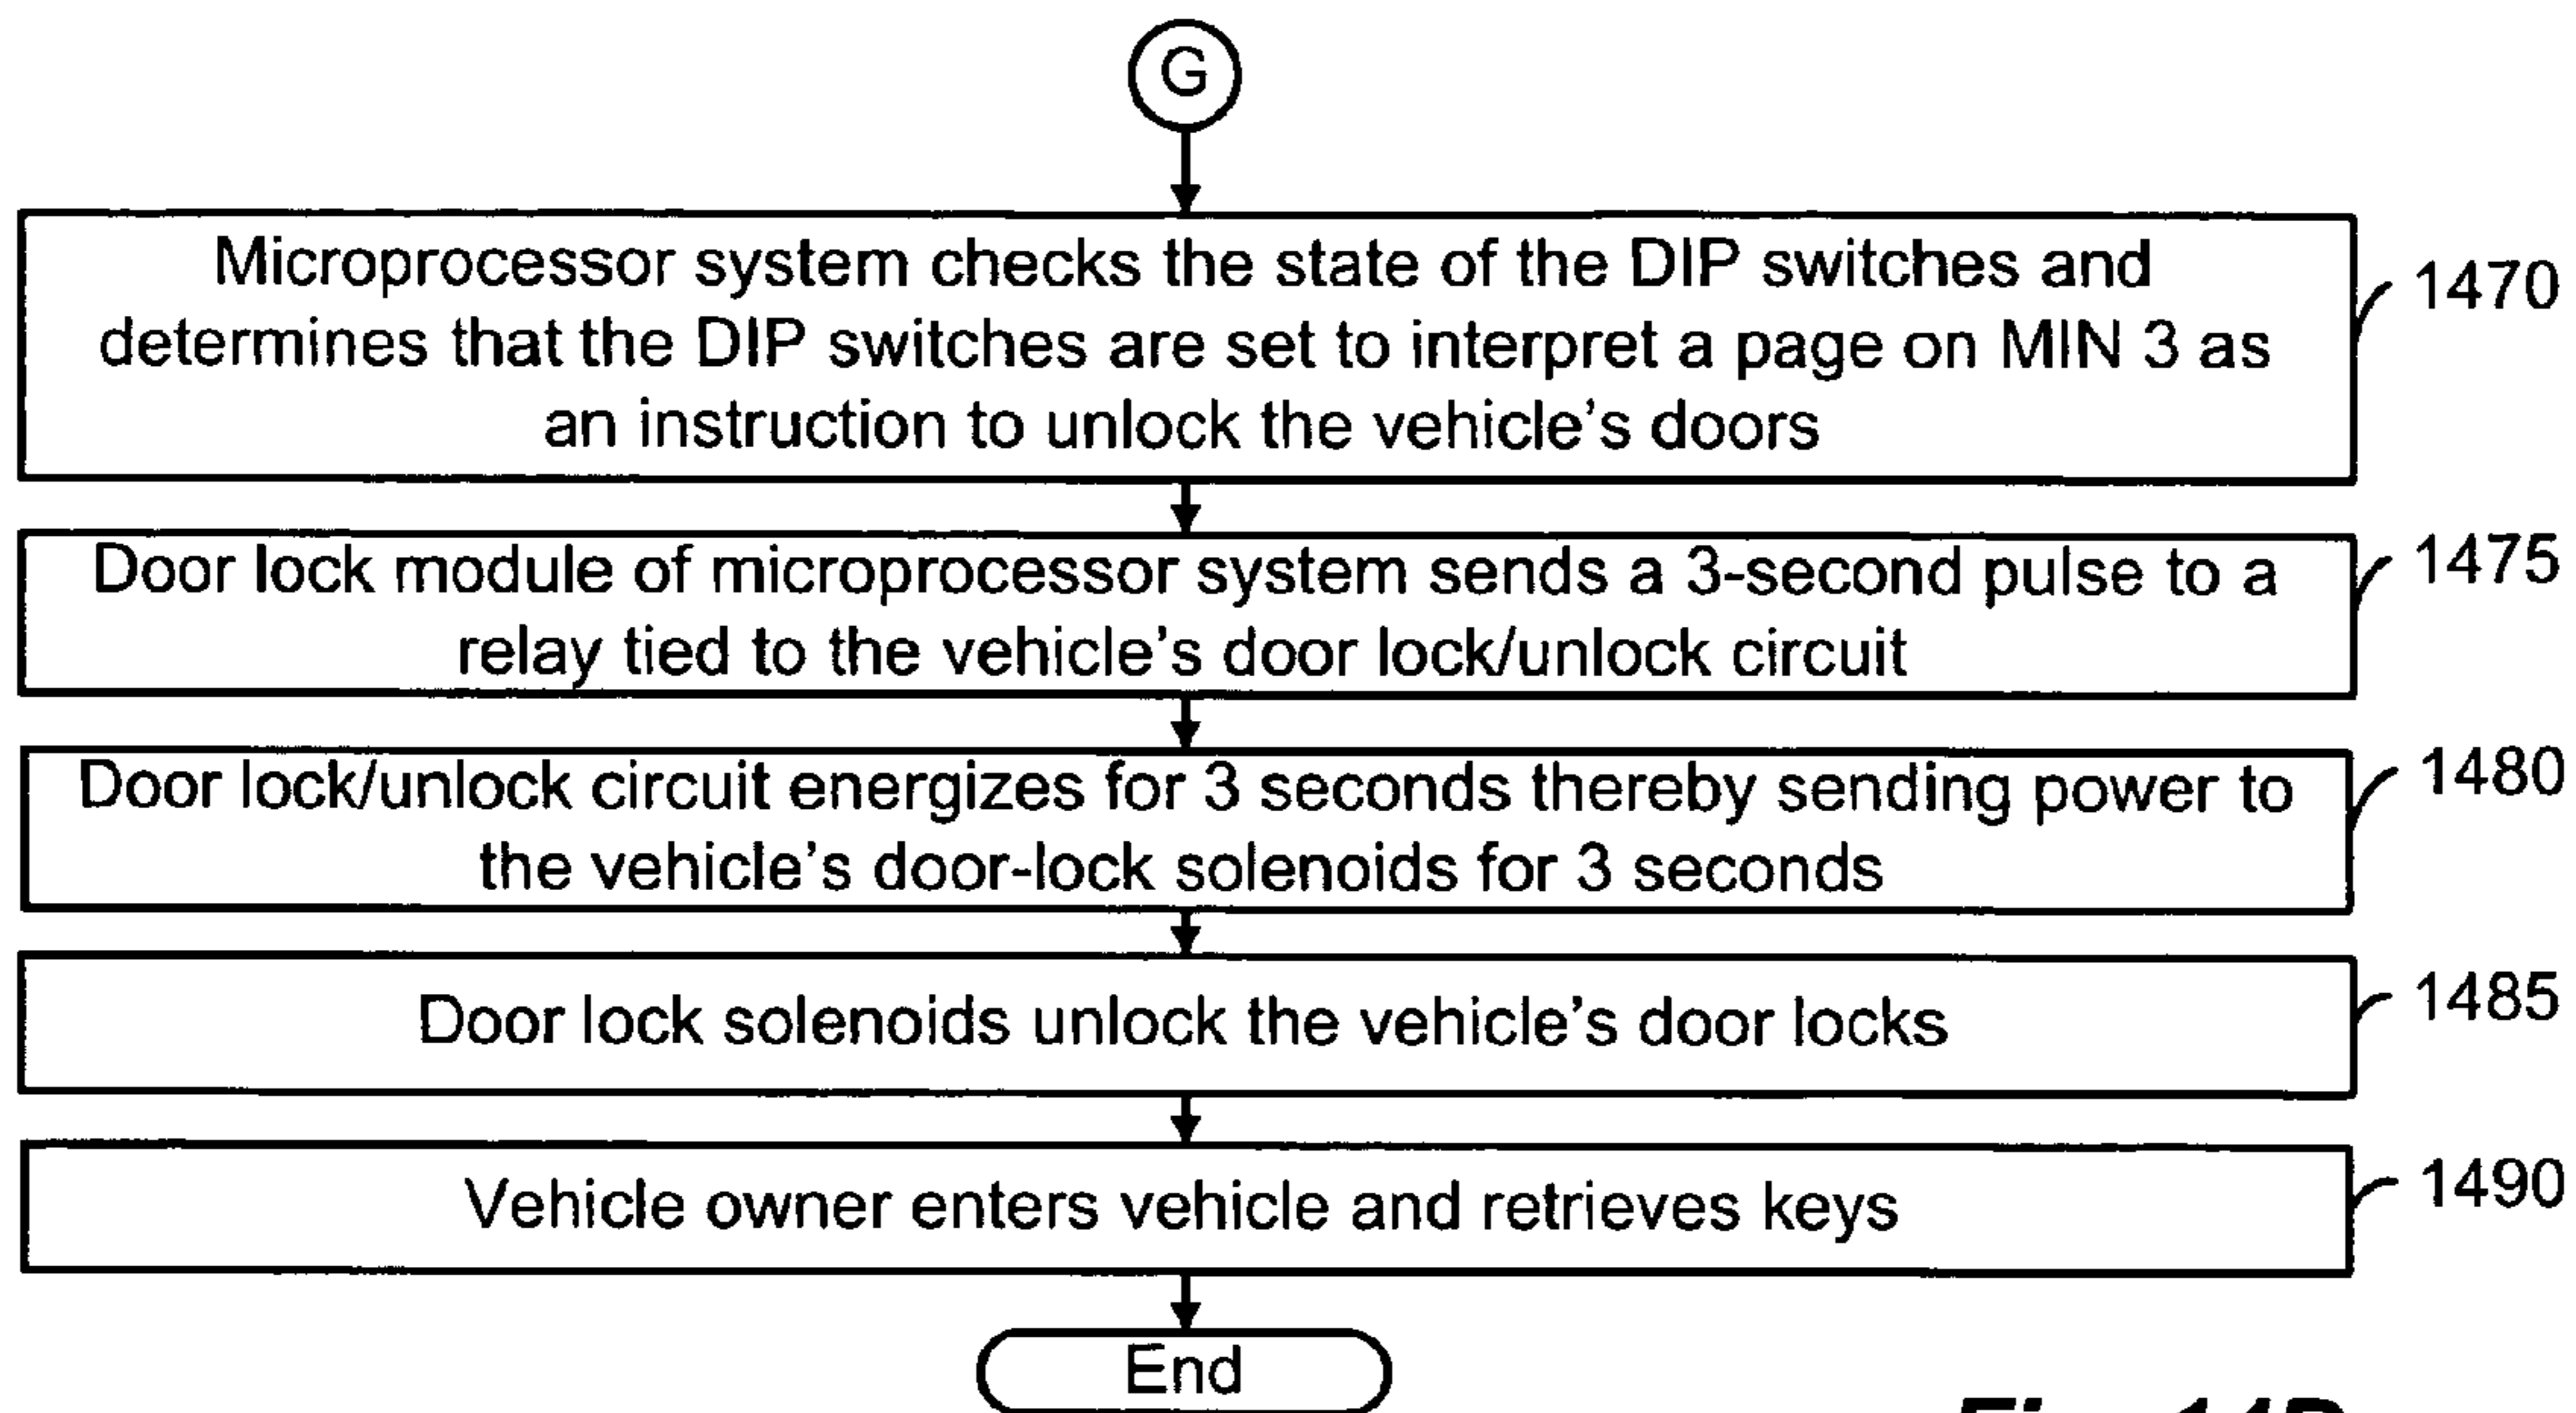 G
Microprocessor system checks the state of the DIP switches and
determines that the DIP switches are set to interpret a page on MIN 3 as
an instruction to unlock the vehicle's doors
1470
Door lock module of microprocessor system sends a 3-second pulse to a
relay tied to the vehicle's door lock/unlock circuit
1475
Door lock/unlock circuit energizes for 3 seconds thereby sending power to
the vehicle's door-lock solenoids for 3 seconds
1480
Door lock solenoids unlock the vehicle's door locks
1485
Vehicle owner enters vehicle and retrieves keys
1490
End